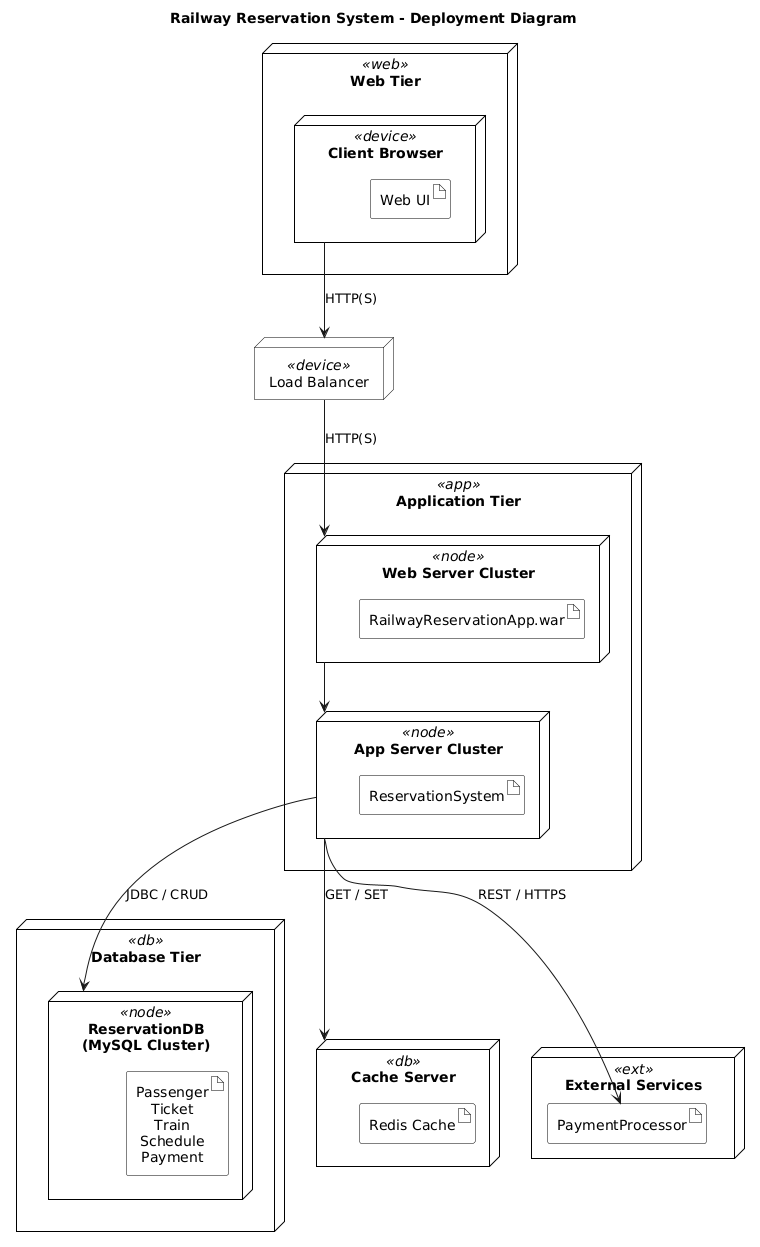 Railway Reservation System - Deployment Diagram
«web»
Web Tier
«device»
Client Browser
Web UI
HTTP(S)
«device»
Load Balancer
HTTP(S)
«app»
Application Tier
«node»
Web Server Cluster
RailwayReservationApp.war
«node»
App Server Cluster
ReservationSystem
JDBC / CRUD
GET / SET
REST / HTTPS
«db»
Database Tier
«node»
ReservationDB
(MySQL Cluster)
Passenger
Ticket
Train
Schedule
Payment
«db»
Cache Server
Redis Cache
«ext»
External Services
PaymentProcessor